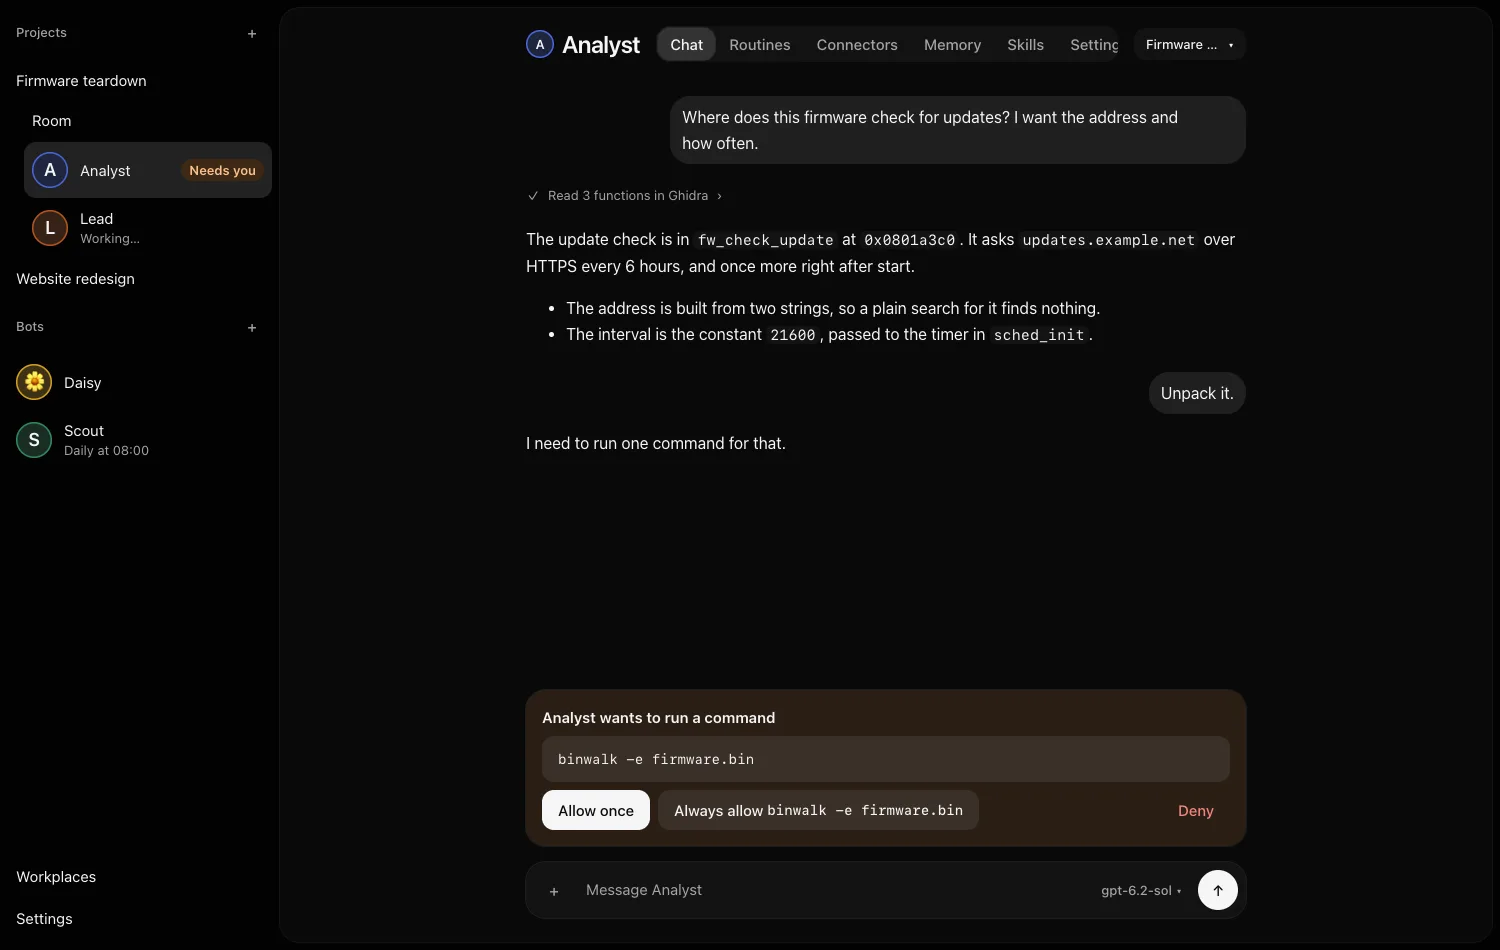 Projects
+
Firmware teardown
Room
A
Analyst
Needs you
L
Lead
Working...
Website redesign
Bots
+
Daisy
S
Scout
Daily at 08:00
Workplaces
Settings
A
Analyst
Chat
Routines
Connectors
Memory
Skills
Setting
Firmware ...
Where does this firmware check for updates? I want the address and
how often.
✓ Read 3 functions in Ghidra ›
The update check is in fw_check_update at 0x0801a3c0. It asks updates.example.net over
HTTPS every 6 hours, and once more right after start.
• The address is built from two strings, so a plain search for it finds nothing.
• The interval is the constant 21600, passed to the timer in sched_init.
Unpack it.
I need to run one command for that.
Analyst wants to run a command
binwalk -e firmware.bin
Allow once
Always allow binwalk -e firmware.bin
Deny
+
Message Analyst
gpt-6.2-sol